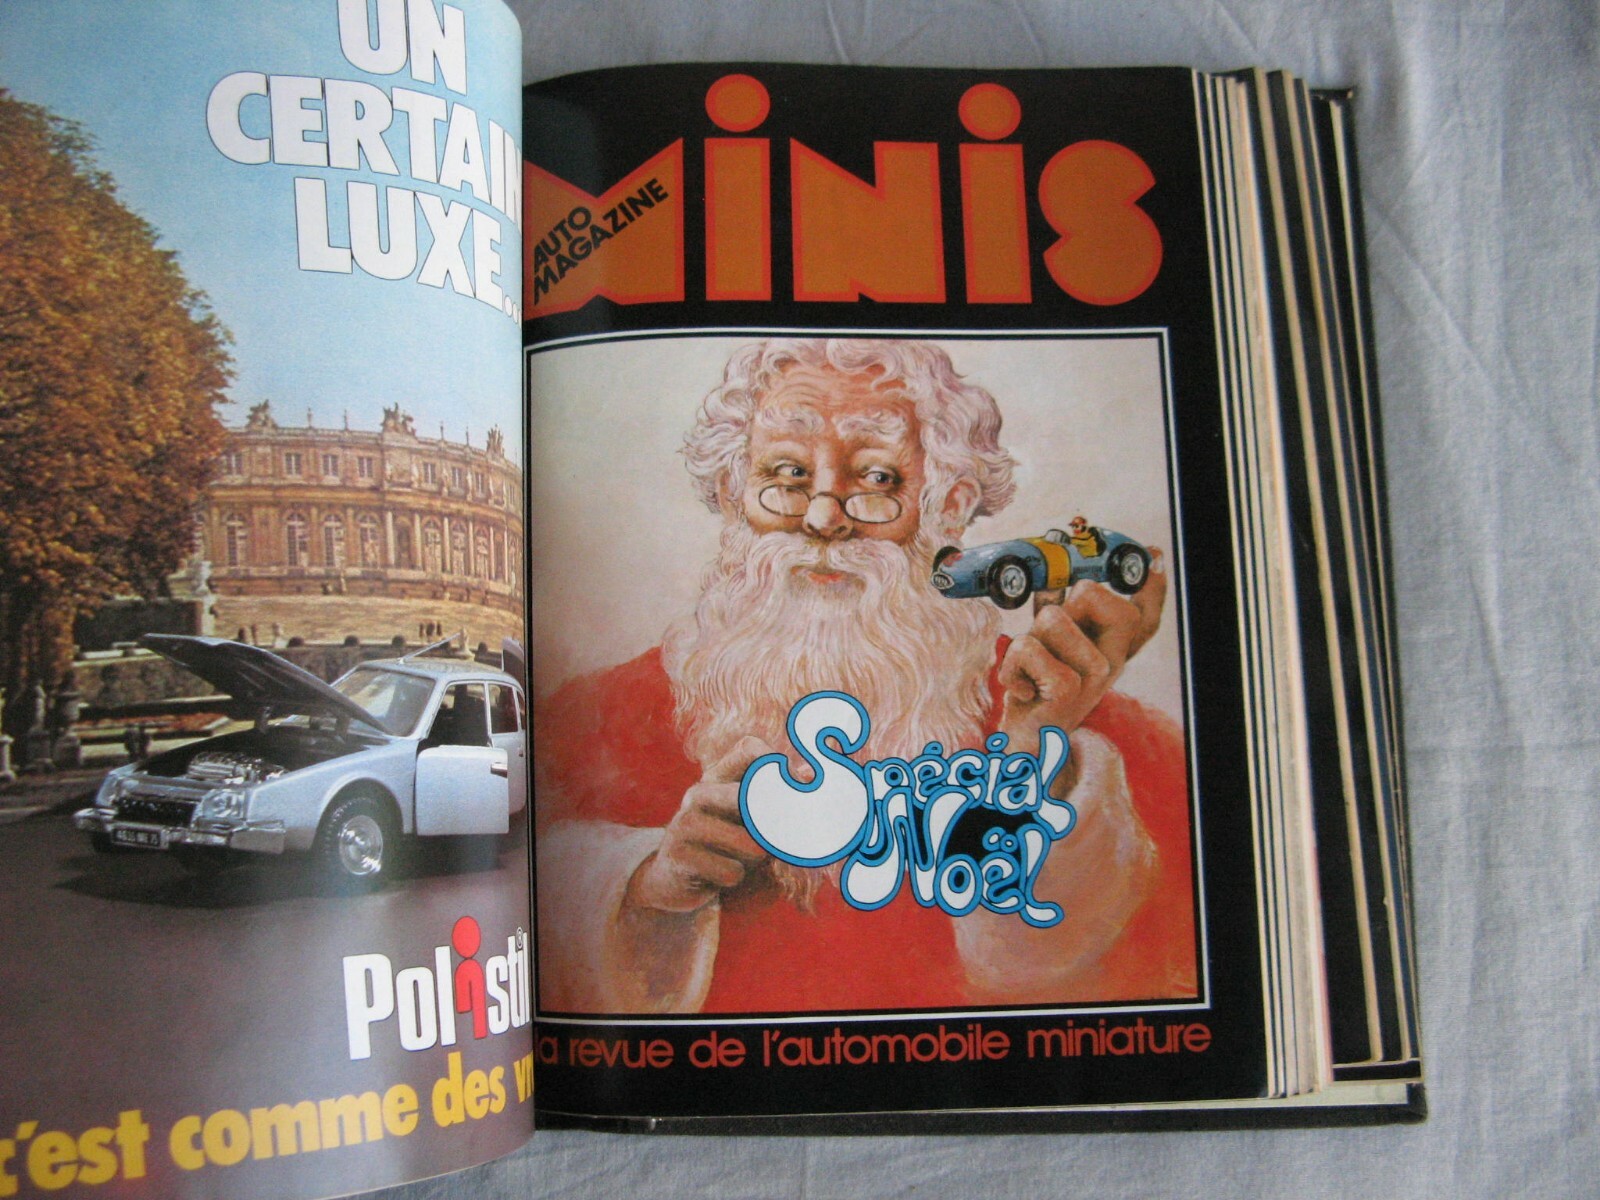 UN
CERTAIN
LUXE...
Polistil
c'est comme des
MINIS
AUTO
MAGAZINE
Spécial
Noël
la revue de l'automobile miniature